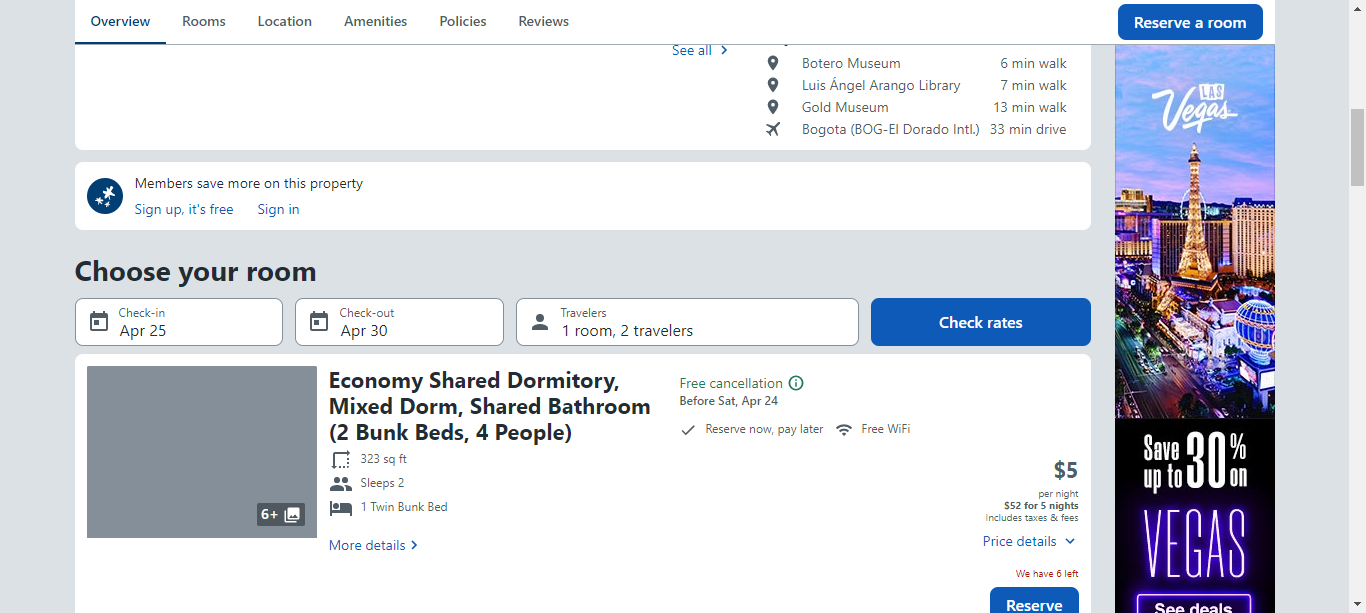 Overview
Rooms
Location
Amenities
Policies
Reviews
Reserve a room
See all
Botero Museum
6 min walk
Luis Ángel Arango Library
7 min walk
Gold Museum
13 min walk
Bogota (BOG-El Dorado Intl.)
33 min drive
Members save more on this property
Sign up, it's free
Sign in
Choose your room
Check-in
Apr 25
Check-out
Apr 30
Travelers
1 room, 2 travelers
Check rates
6+
Economy Shared Dormitory,
Mixed Dorm, Shared Bathroom
(2 Bunk Beds, 4 People)
323 sq ft
Sleeps 2
1 Twin Bunk Bed
More details
Free cancellation
Before Sat, Apr 24
Reserve now, pay later
Free WiFi
$5
per night
$52 for 5 nights
Includes taxes & fees
Price details
We have 6 left
Reserve
LAS
Vegas
Save
up to 30% on
VEGAS
See deals